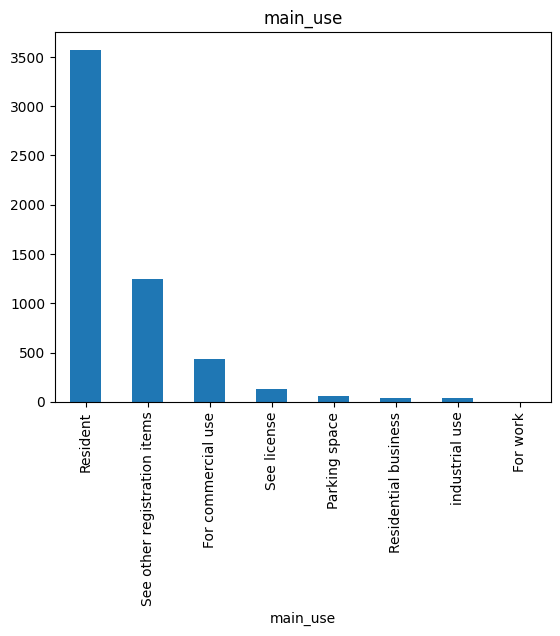 main_use
3500
3000
2500
2000
1500
1000
500
0
Resident
See other registration items
For commercial use
See license
Parking space
Residential business
industrial use
For work
main_use